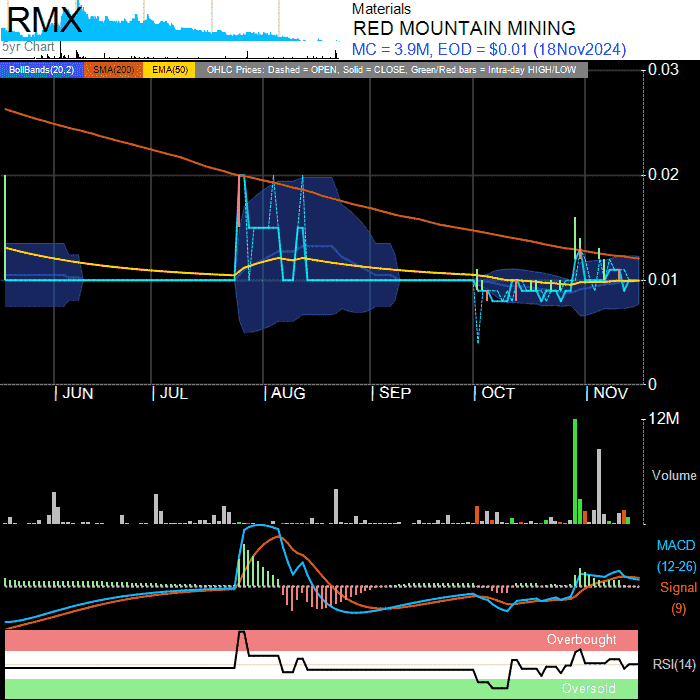 RMX
5yr Chart
Materials
RED MOUNTAIN MINING
MC = 3.9M, EOD = $0.01 (18Nov2024)
BollBands(20,2) SMA(200) EMA(50) OHLC Prices: Dashed = OPEN, Solid = CLOSE, Green/Red bars = Intra-day HIGH/LOW
0.03
0.02
0.01
0
JUN JUL AUG SEP OCT NOV
12M
Volume
MACD
(12-26)
Signal
(9)
Overbought
RSI(14)
Oversold